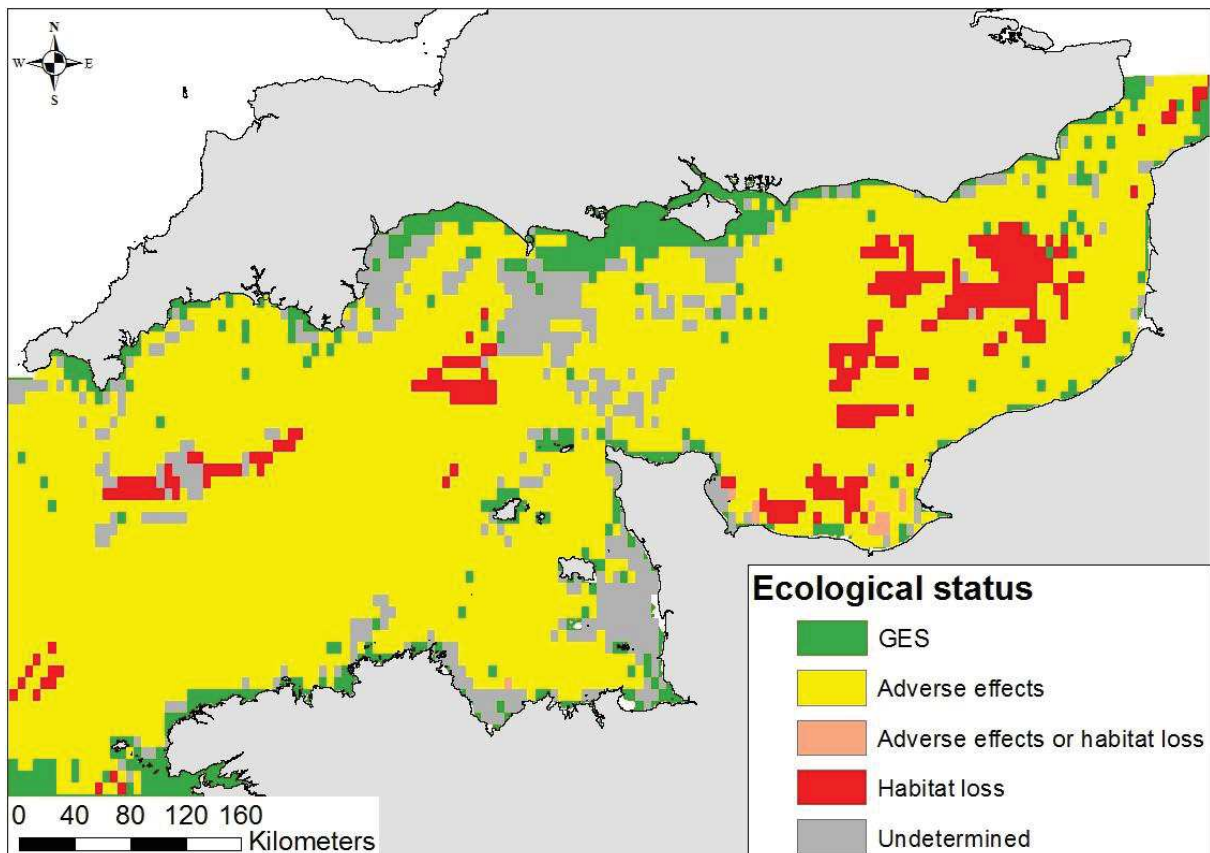 N
W E
S
Ecological status
GES
Adverse effects
Adverse effects or habitat loss
Habitat loss
Undetermined
0 40 80 120 160
Kilometers